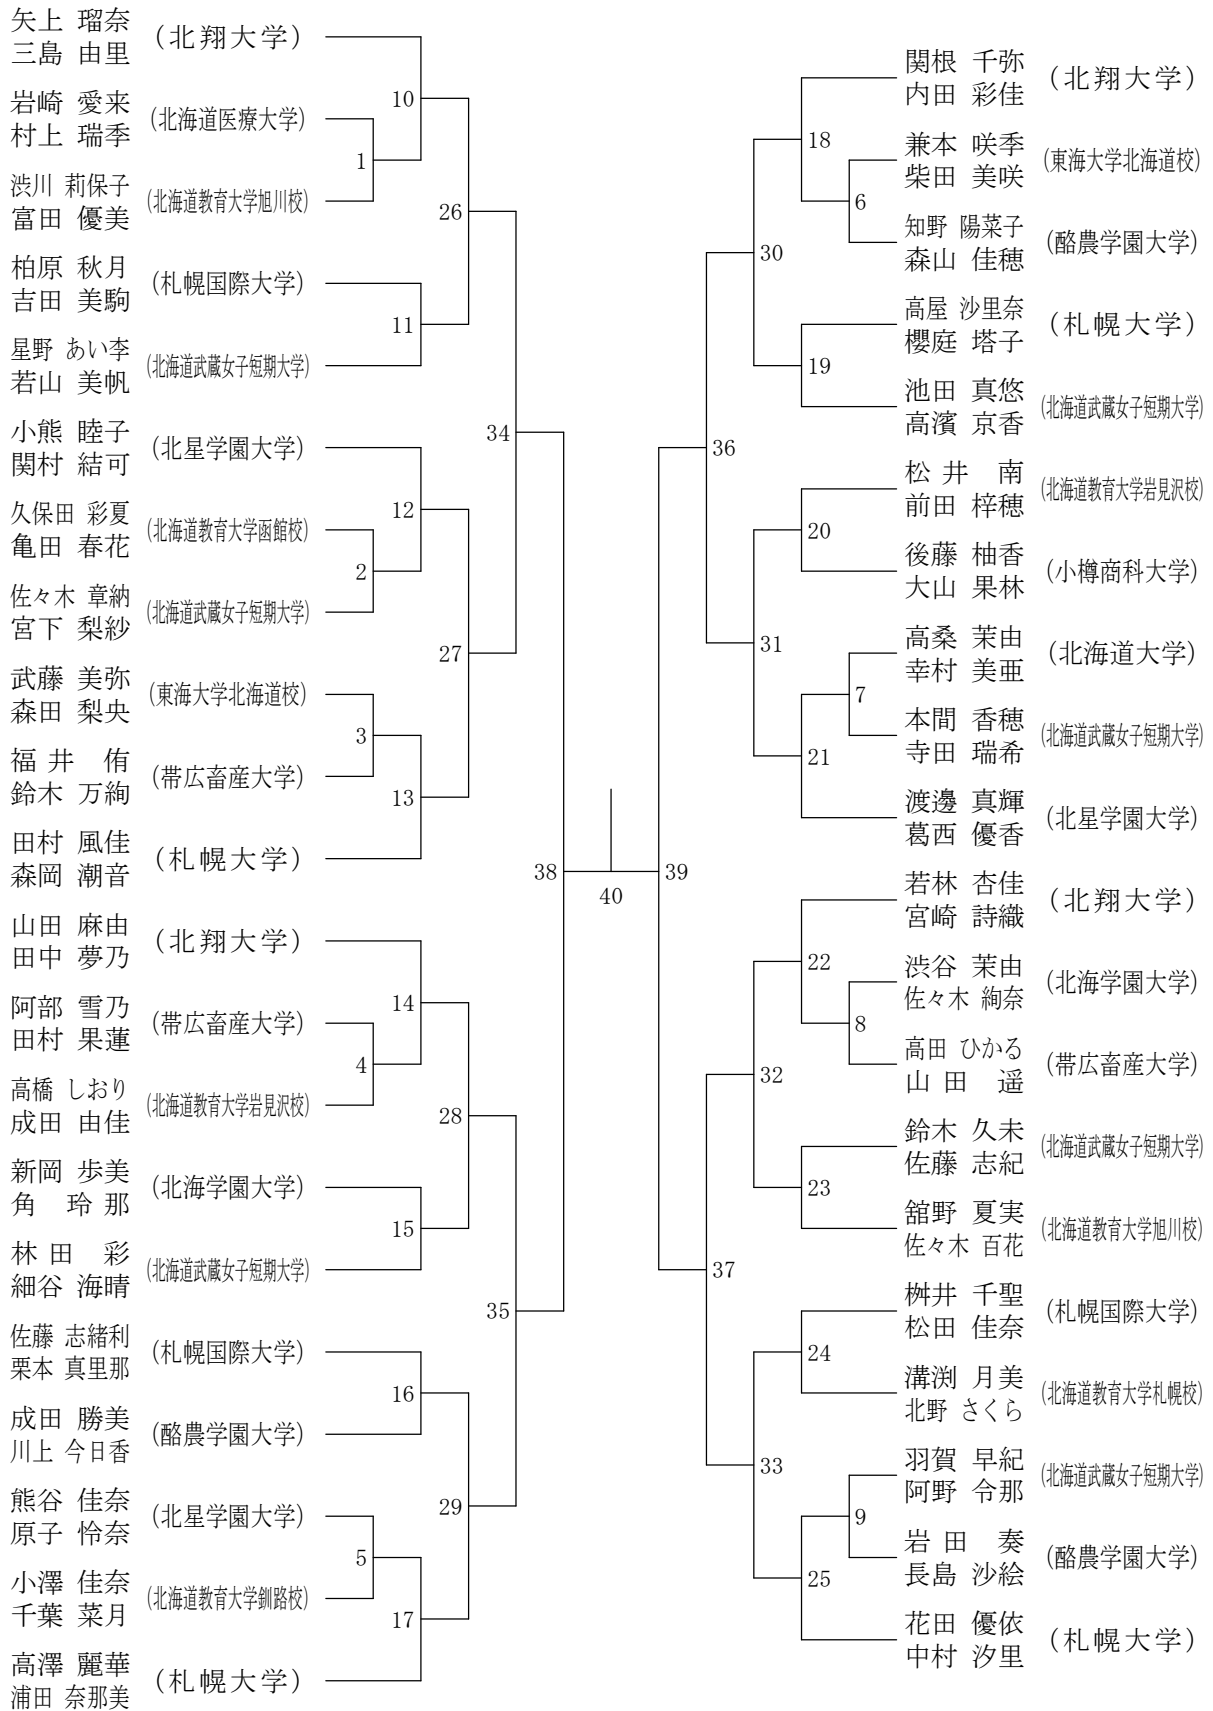 矢上 瑠奈
三島 由里
(北翔大学)
岩崎 愛来
村上 瑞季
(北海道医療大学)
渋川 莉保子
富田 優美
(北海道教育大学旭川校)
柏原 秋月
吉田 美駒
(札幌国際大学)
星野 あい李
若山 美帆
(北海道武蔵女子短期大学)
小熊 睦子
関村 結可
(北星学園大学)
久保田 彩夏
亀田 春花
(北海道教育大学函館校)
佐々木 章納
宮下 梨紗
(北海道武蔵女子短期大学)
武藤 美弥
森田 梨央
(東海大学北海道校)
福井 侑
鈴木 万絢
(帯広畜産大学)
田村 風佳
森岡 潮音
(札幌大学)
山田 麻由
田中 夢乃
(北翔大学)
阿部 雪乃
田村 果蓮
(帯広畜産大学)
高橋 しおり
成田 由佳
(北海道教育大学岩見沢校)
新岡 歩美
角 玲那
(北海学園大学)
林田 彩
細谷 海晴
(北海道武蔵女子短期大学)
佐藤 志緒利
栗本 真里那
(札幌国際大学)
成田 勝美
川上 今日香
(酪農学園大学)
熊谷 佳奈
原子 怜奈
(北星学園大学)
小澤 佳奈
千葉 菜月
(北海道教育大学釧路校)
高澤 麗華
浦田 奈那美
(札幌大学)
1
2
3
4
5
10
11
12
13
14
15
16
17
26
27
28
29
34
35
38
40
39
36
37
30
31
32
33
18
19
20
21
22
23
24
25
6
7
8
9
関根 千弥
内田 彩佳
(北翔大学)
兼本 咲季
柴田 美咲
(東海大学北海道校)
知野 陽菜子
森山 佳穂
(酪農学園大学)
高屋 沙里奈
櫻庭 塔子
(札幌大学)
池田 真悠
高濱 京香
(北海道武蔵女子短期大学)
松井 南
前田 梓穂
(北海道教育大学岩見沢校)
後藤 柚香
大山 果林
(小樽商科大学)
高桑 茉由
幸村 美亜
(北海道大学)
本間 香穂
寺田 瑞希
(北海道武蔵女子短期大学)
渡邊 真輝
葛西 優香
(北星学園大学)
若林 杏佳
宮崎 詩織
(北翔大学)
渋谷 茉由
佐々木 絢奈
(北海学園大学)
高田 ひかる
山田 遥
(帯広畜産大学)
鈴木 久未
佐藤 志紀
(北海道武蔵女子短期大学)
舘野 夏実
佐々木 百花
(北海道教育大学旭川校)
桝井 千聖
松田 佳奈
(札幌国際大学)
溝渕 月美
北野 さくら
(北海道教育大学札幌校)
羽賀 早紀
阿野 令那
(北海道武蔵女子短期大学)
岩田 奏
長島 沙絵
(酪農学園大学)
花田 優依
中村 汐里
(札幌大学)